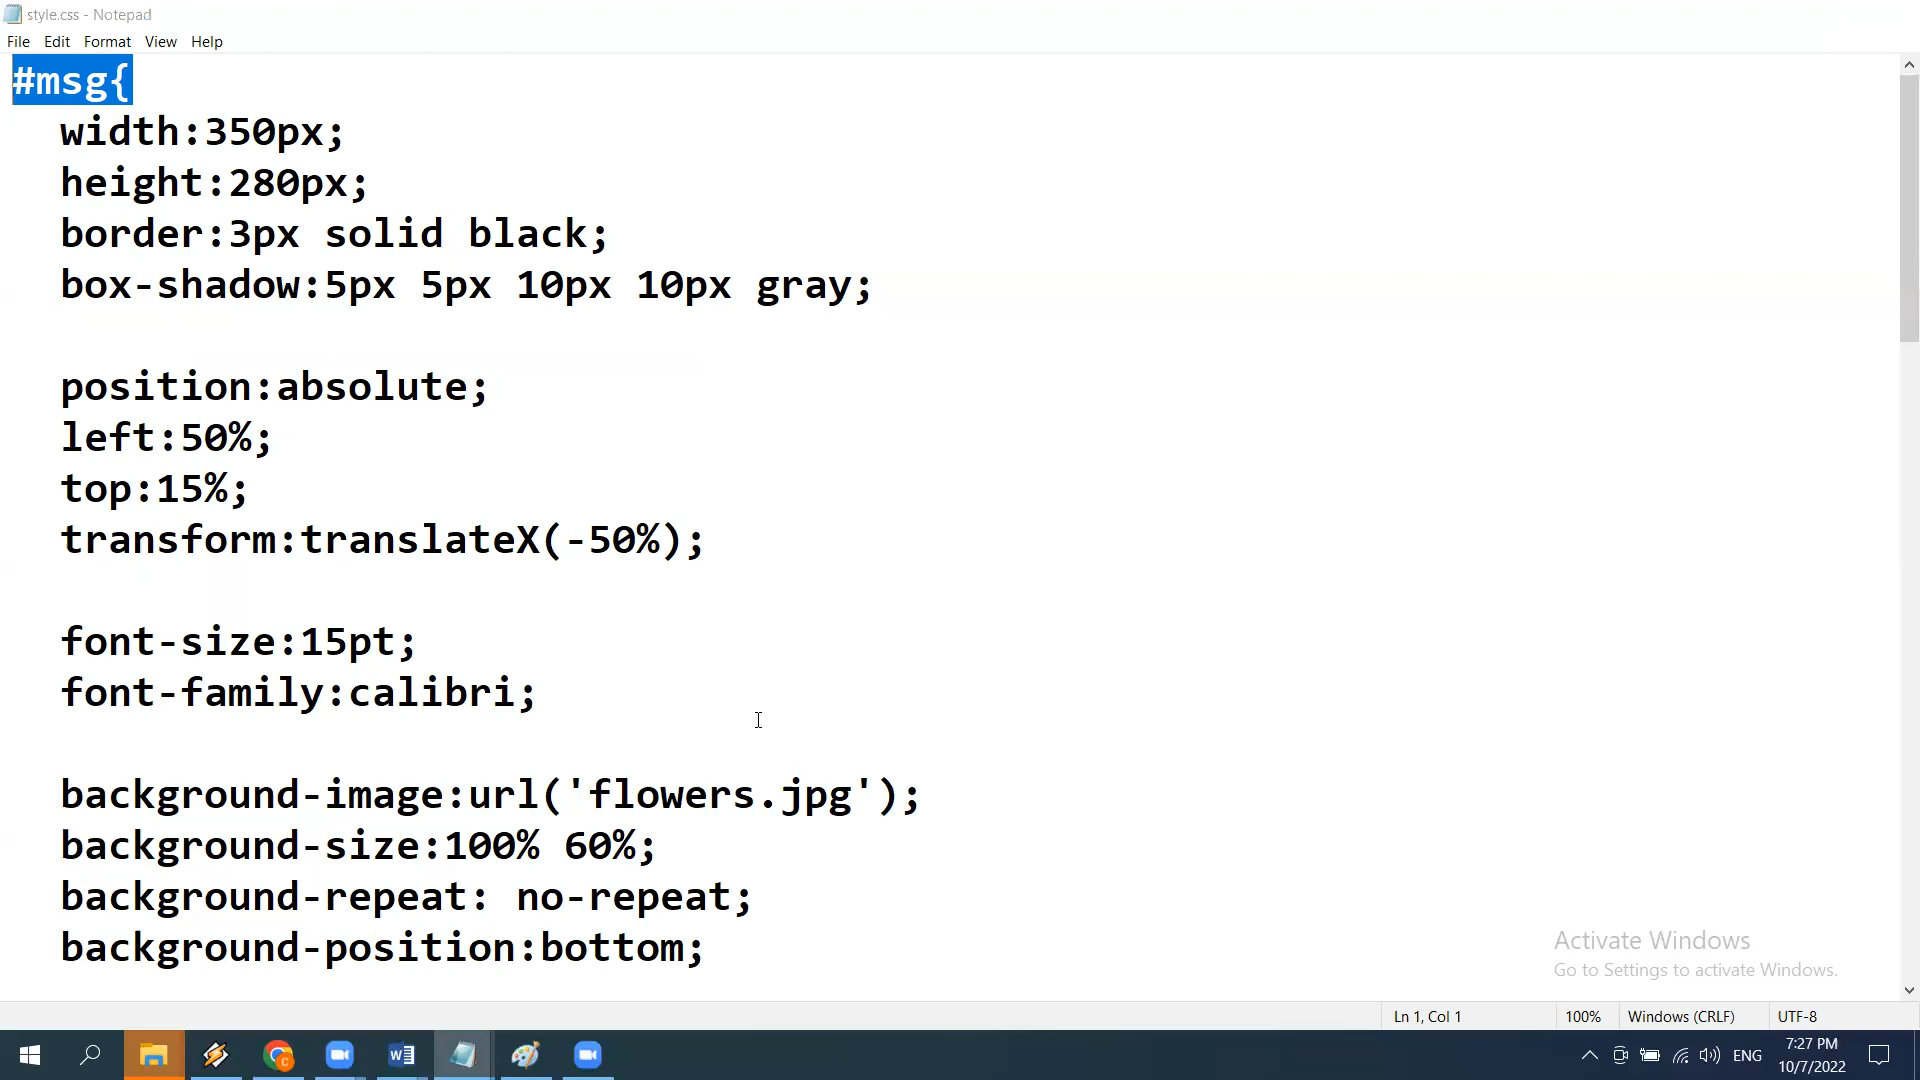 style.css - Notepad
File Edit Format View Help
#msg{
width:350px;
height:280px;
border:3px solid black;
box-shadow:5px 5px 10px 10px gray;
position:absolute;
left:50%;
top:15%;
transform:translateX(-50%);
font-size:15pt;
font-family:calibri;
background-image:url('flowers.jpg');
background-size:100% 60%;
background-repeat: no-repeat;
background-position:bottom;
Activate Windows
Go to Settings to activate Windows.
Ln 1, Col 1 100% Windows (CRLF) UTF-8
ENG
7:27 PM
10/7/2022